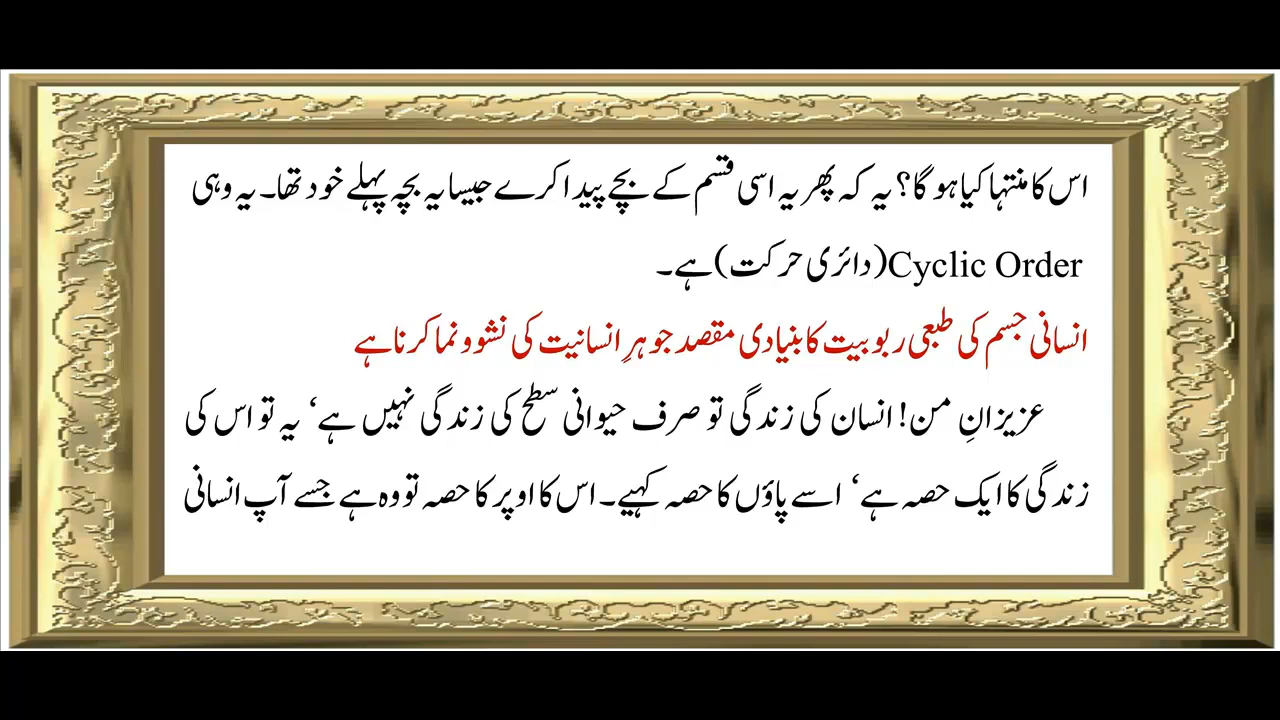 اس کا منتہا کیا ہو گا؟ یہ کہ پھر یہ اسی قسم کے بچے پیدا کرے جیسا یہ بچہ پہلے خود تھا۔ یہ وہی
Cyclic Order(دائری حرکت) ہے۔
انسانی جسم کی طبعی ربوبیت کا بنیادی مقصد جوہرِ انسانیت کی نشوونما کرنا ہے
عزیزانِ من! انسان کی زندگی تو صرف حیوانی سطح کی زندگی نہیں ہے‘ یہ تو اس کی
زندگی کا ایک حصہ ہے‘ اسے پاؤں کا حصہ کہیے۔ اس کا اوپر کا حصہ تو وہ ہے جسے آپ انسانی